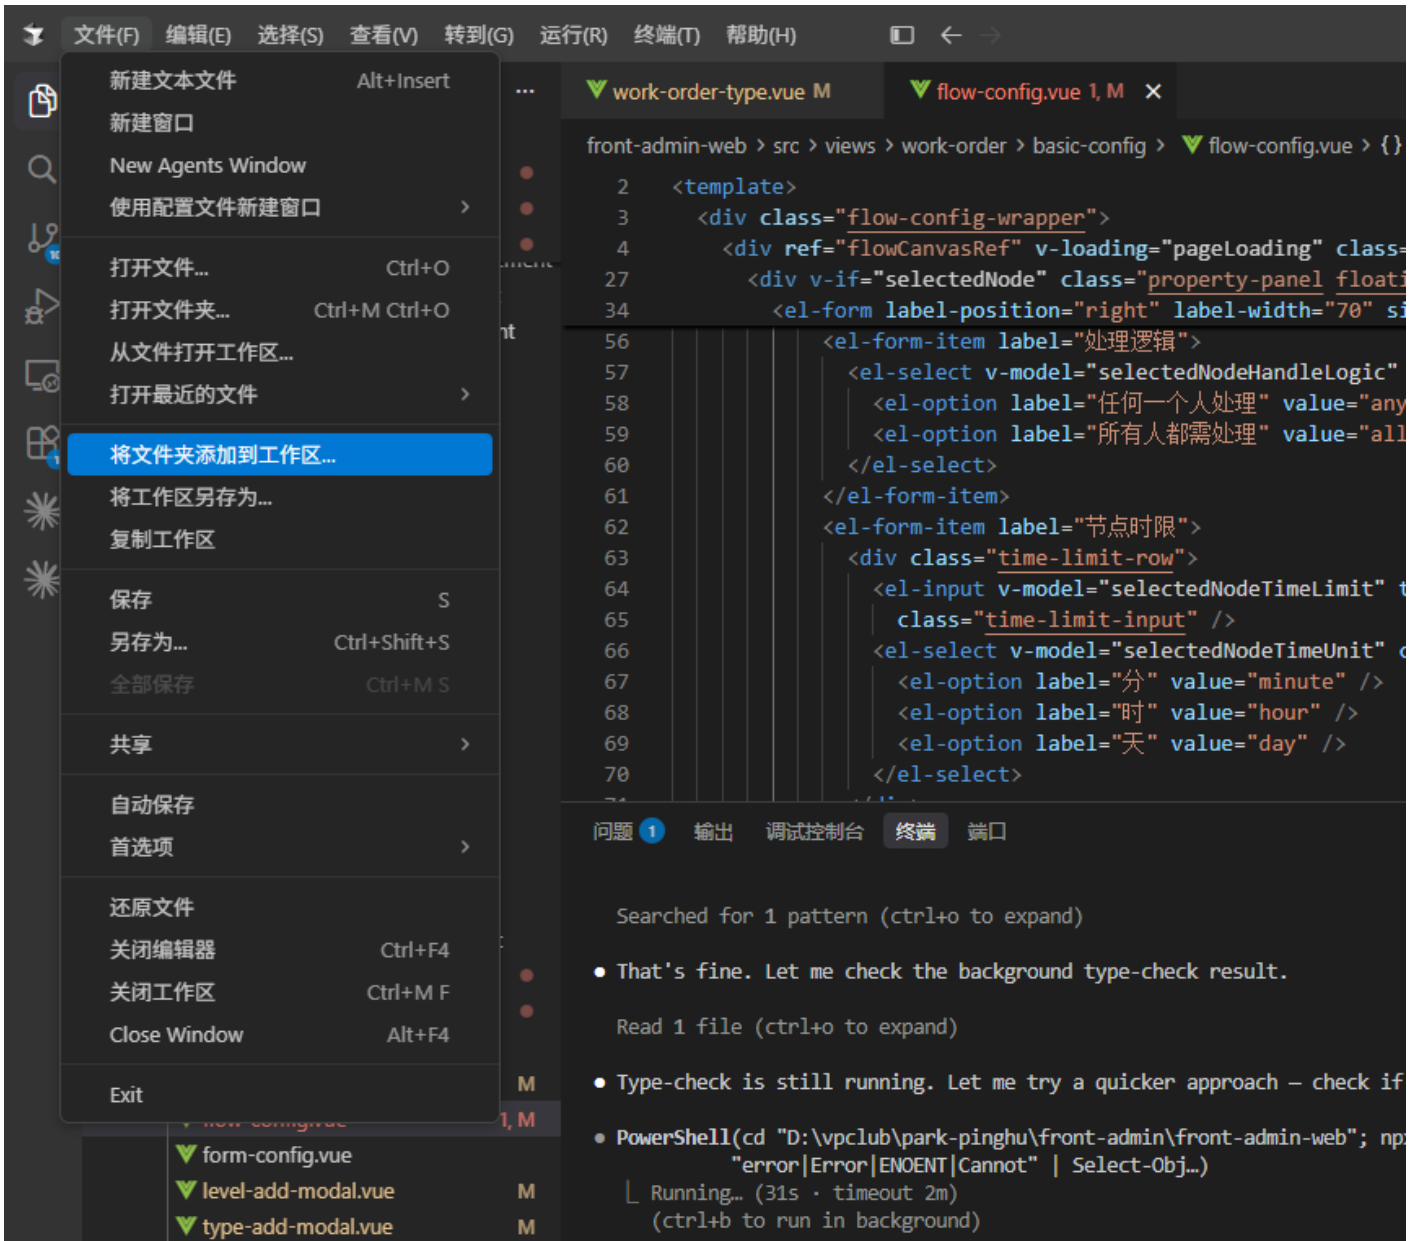 文件(F) 编辑(E) 选择(S) 查看(V) 转到(G) 运行(R) 终端(T) 帮助(H)
新建文本文件 Alt+Insert
新建窗口
New Agents Window
使用配置文件新建窗口
打开文件... Ctrl+O
打开文件夹... Ctrl+M Ctrl+O
从文件打开工作区...
打开最近的文件
将文件夹添加到工作区...
将工作区另存为...
复制工作区
保存 S
另存为... Ctrl+Shift+S
全部保存 Ctrl+M S
共享
自动保存
首选项
还原文件
关闭编辑器 Ctrl+F4
关闭工作区 Ctrl+M F
Close Window Alt+F4
Exit
M
flow-config.vue 1, M
form-config.vue
level-add-modal.vue M
type-add-modal.vue M
work-order-type.vue M flow-config.vue 1, M
front-admin-web > src > views > work-order > basic-config > flow-config.vue > {}
2 <template>
3 <div class="flow-config-wrapper">
4 <div ref="flowCanvasRef" v-loading="pageLoading" class=
27 <div v-if="selectedNode" class="property-panel floati
34 <el-form label-position="right" label-width="70" si
56 <el-form-item label="处理逻辑">
57 <el-select v-model="selectedNodeHandleLogic"
58 <el-option label="任何一个人处理" value="any
59 <el-option label="所有人都需处理" value="all
60 </el-select>
61 </el-form-item>
62 <el-form-item label="节点时限">
63 <div class="time-limit-row">
64 <el-input v-model="selectedNodeTimeLimit" t
65 class="time-limit-input" />
66 <el-select v-model="selectedNodeTimeUnit" c
67 <el-option label="分" value="minute" />
68 <el-option label="时" value="hour" />
69 <el-option label="天" value="day" />
70 </el-select>
问题 1 输出 调试控制台 终端 端口
Searched for 1 pattern (ctrl+o to expand)
● That's fine. Let me check the background type-check result.
Read 1 file (ctrl+o to expand)
● Type-check is still running. Let me try a quicker approach — check if
● PowerShell(cd "D:\vpclub\park-pinghu\front-admin\front-admin-web"; npx
"error|Error|ENOENT|Cannot" | Select-Obj…)
⎿ Running… (31s · timeout 2m)
(ctrl+b to run in background)